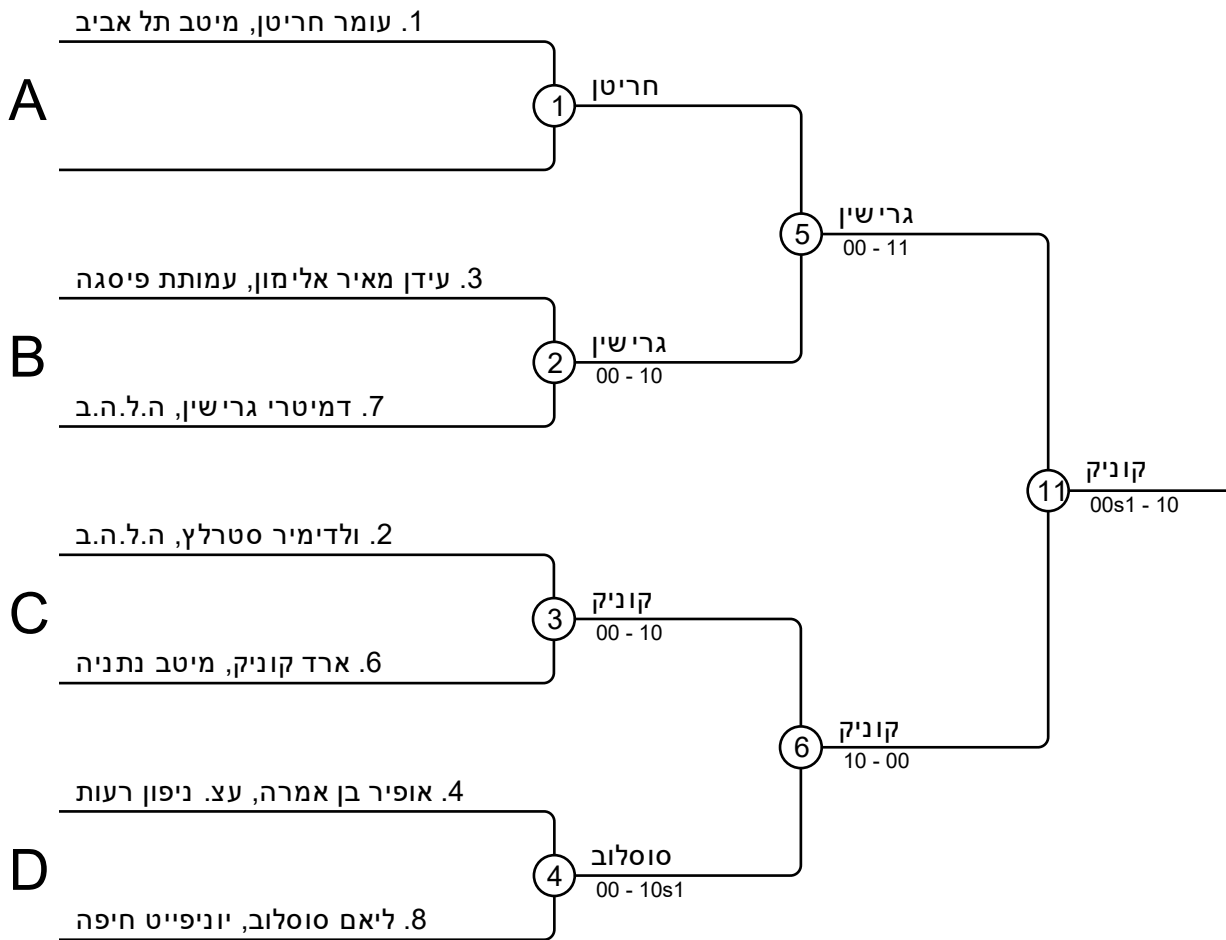 1. עומר חריטן, מיטב תל אביב
A
1
חריטן
5
גרישין
00 - 11
3. עידן מאיר אלימזון, עמותת פיסגה
B
2
גרישין
00 - 10
7. דמיטרי גרישין, ה.ל.ה.ב
11
קוניק
00s1 - 10
2. ולדימיר סטרלץ, ה.ל.ה.ב
C
3
קוניק
00 - 10
6. ארד קוניק, מיטב נתניה
6
קוניק
10 - 00
4. אופיר בן אמרה, עצ. ניפון רעות
D
4
סוסלוב
00 - 10s1
8. ליאם סוסלוב, יוניפייט חיפה